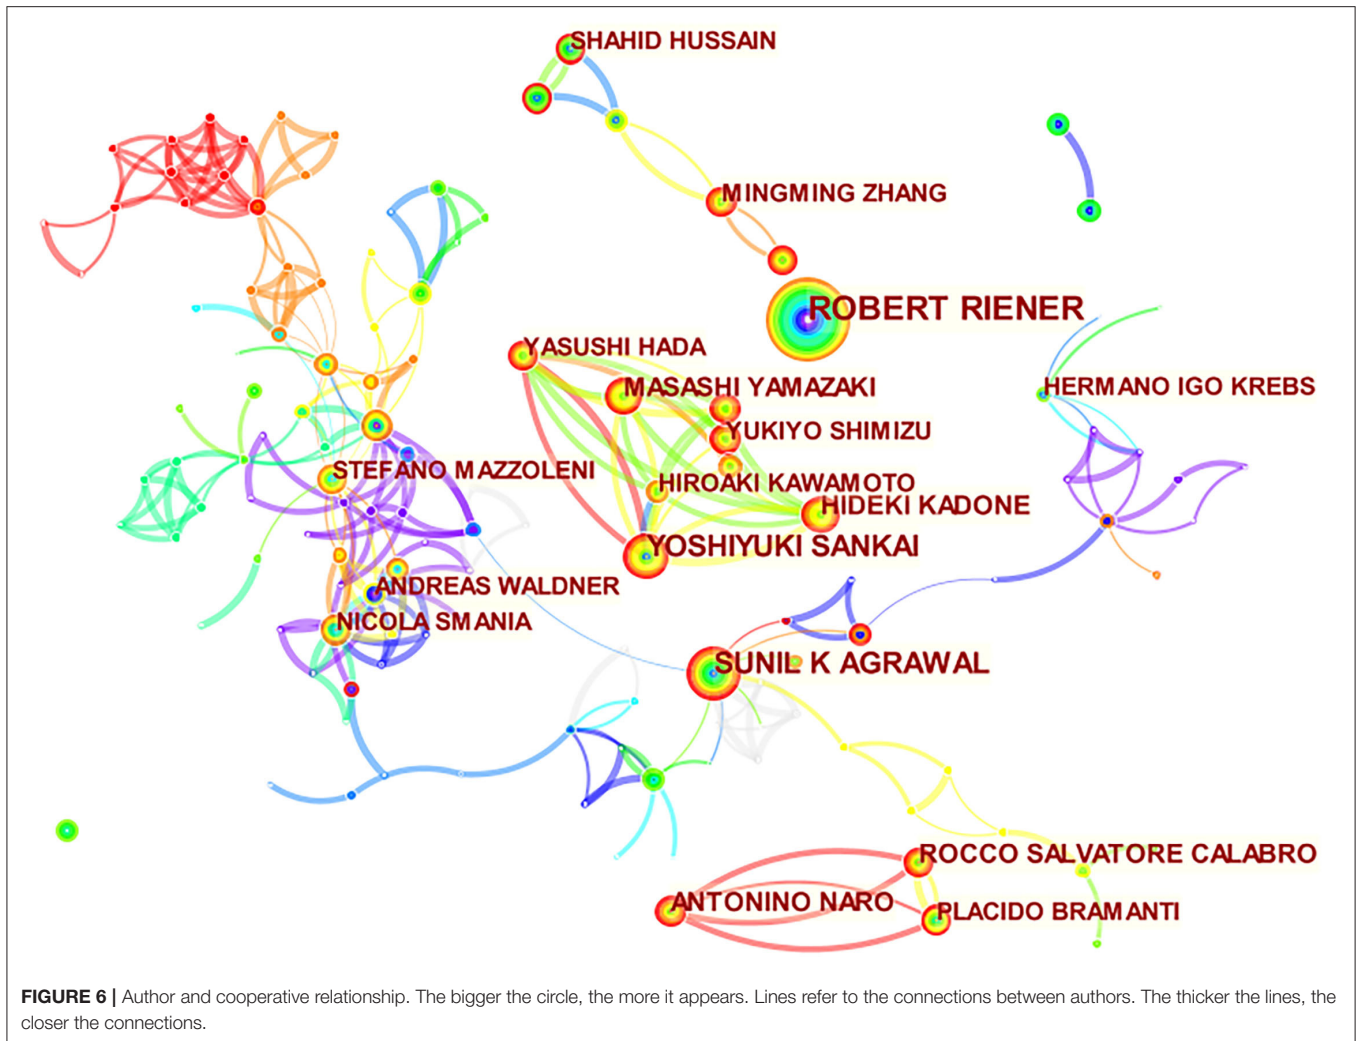 SHAHID HUSSAIN
MINGMING ZHANG
ROBERT RIENER
YASUSHI HADA
MASASHI YAMAZAKI
HERMANO IGO KREBS
YUKIYO SHIMIZU
STEFANO MAZZOLENI
HIROAKI KAWAMOTO
HIDEKI KADONE
YOSHIYUKI SANKAI
ANDREAS WALDNER
NICOLA SMANIA
SUNIL K AGRAWAL
ROCCO SALVATORE CALABRO
ANTONINO NARO
PLACIDO BRAMANTI
FIGURE 6 | Author and cooperative relationship. The bigger the circle, the more it appears. Lines refer to the connections between authors. The thicker the lines, the
closer the connections.